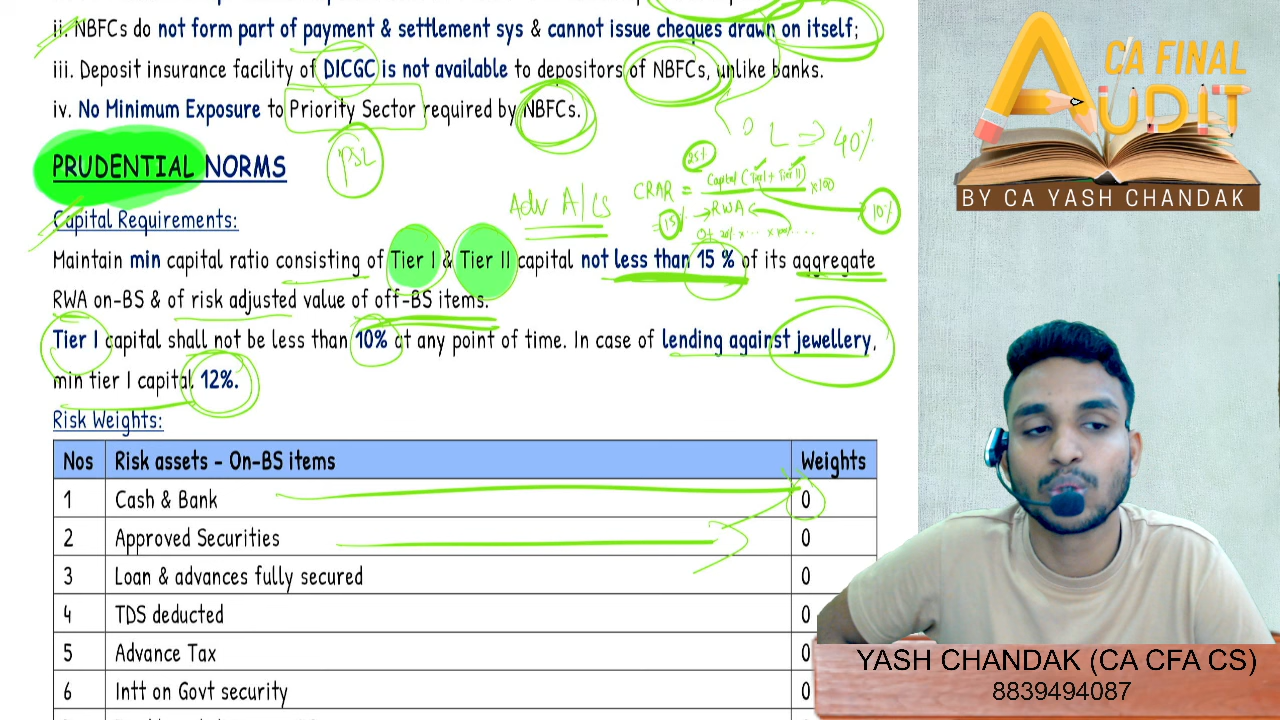 ii. NBFCs do not form part of payment & settlement sys & cannot issue cheques drawn on itself;
iii. Deposit insurance facility of DICGC is not available to depositors of NBFCs, unlike banks.
iv. No Minimum Exposure to Priority Sector required by NBFCs.
PSL
L => 40%
PRUDENTIAL NORMS
Adv A/cs
CRAR = Capital (Tier I + Tier II) x100
RWA
15%
10%
Capital Requirements:
Maintain min capital ratio consisting of Tier I & Tier II capital not less than 15 % of its aggregate
RWA on-BS & of risk adjusted value of off-BS items.
Tier I capital shall not be less than 10% at any point of time. In case of lending against jewellery,
min tier I capital 12%.
Risk Weights:
Nos Risk assets - On-BS items Weights
1 Cash & Bank 0
2 Approved Securities 0
3 Loan & advances fully secured 0
4 TDS deducted 0
5 Advance Tax 0
6 Intt on Govt security 0
CA FINAL
AUDIT
BY CA YASH CHANDAK
YASH CHANDAK (CA CFA CS)
8839494087